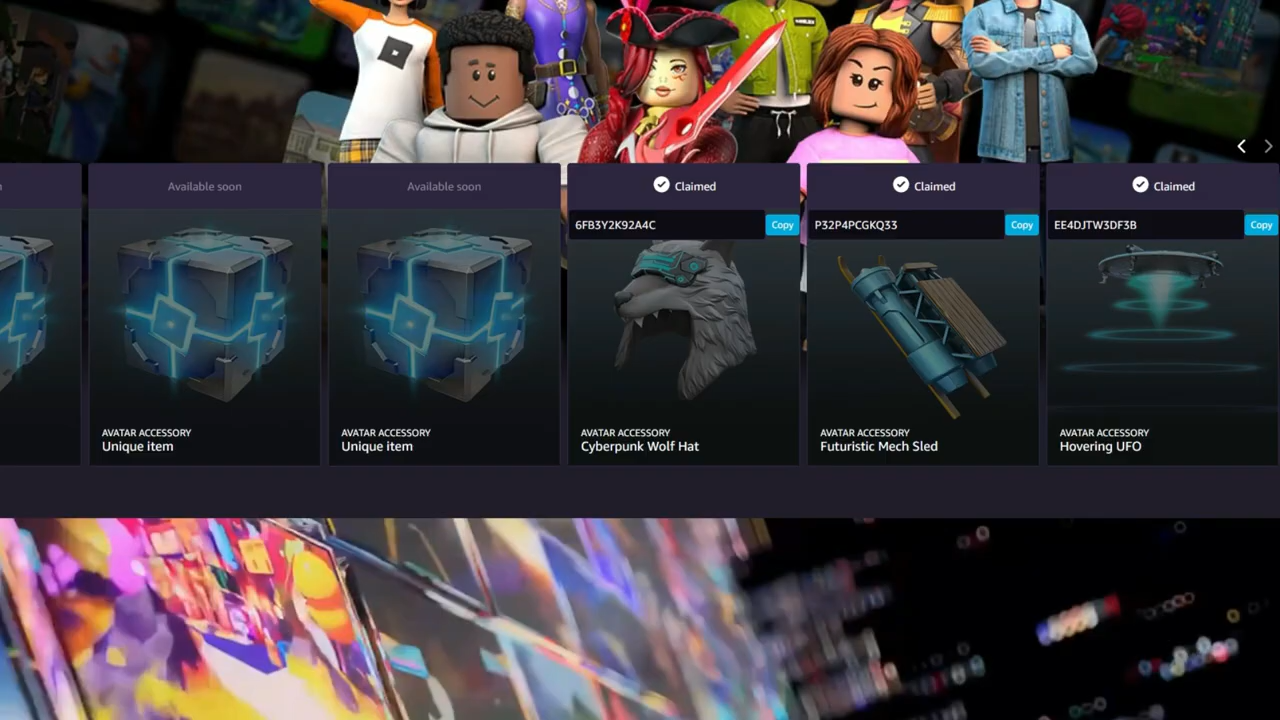 Available soon
Available soon
Claimed
Claimed
Claimed
6FB3Y2K92A4C
Copy
P32P4PCGKQ33
Copy
EE4DJTW3DF3B
Copy
AVATAR ACCESSORY
Unique item
AVATAR ACCESSORY
Unique item
AVATAR ACCESSORY
Cyberpunk Wolf Hat
AVATAR ACCESSORY
Futuristic Mech Sled
AVATAR ACCESSORY
Hovering UFO